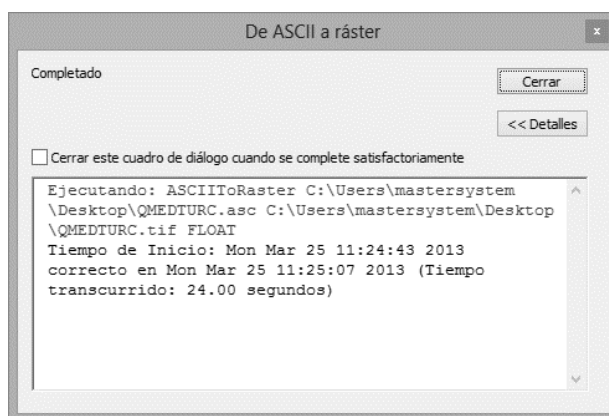 De ASCII a ráster
x
Completado
Cerrar
<< Detalles
Cerrar este cuadro de diálogo cuando se complete satisfactoriamente
Ejecutando: ASCIIToRaster C:\Users\mastersystem
\Desktop\QMEDTURC.asc C:\Users\mastersystem\Desktop
\QMEDTURC.tif FLOAT
Tiempo de Inicio: Mon Mar 25 11:24:43 2013
correcto en Mon Mar 25 11:25:07 2013 (Tiempo
transcurrido: 24.00 segundos)